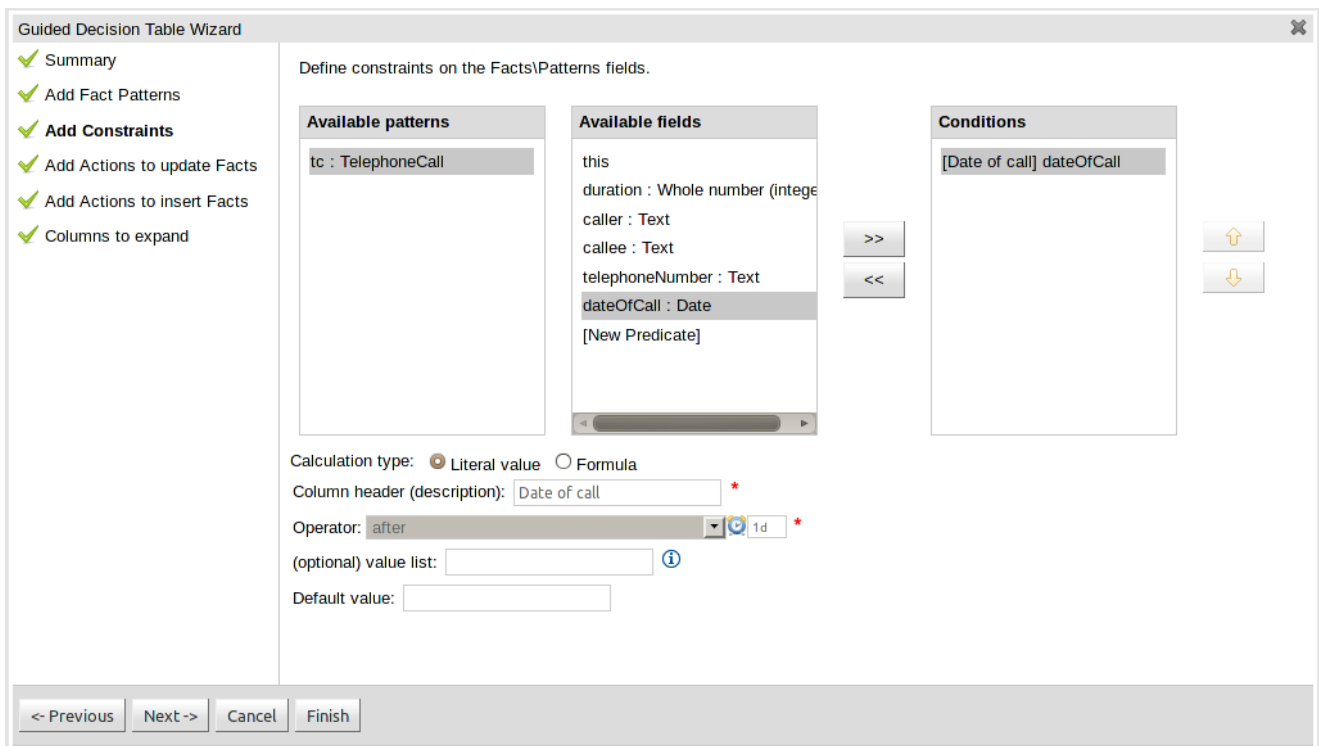 Guided Decision Table Wizard
Summary
Add Fact Patterns
Add Constraints
Add Actions to update Facts
Add Actions to insert Facts
Columns to expand
Define constraints on the Facts\Patterns fields.
Available patterns
tc : TelephoneCall
Available fields
this
duration : Whole number (intege
caller : Text
callee : Text
telephoneNumber : Text
dateOfCall : Date
[New Predicate]
>>
<<
Conditions
[Date of call] dateOfCall
Calculation type: Literal value Formula
Column header (description): Date of call *
Operator: after 1d *
(optional) value list:
Default value:
<- Previous Next -> Cancel Finish